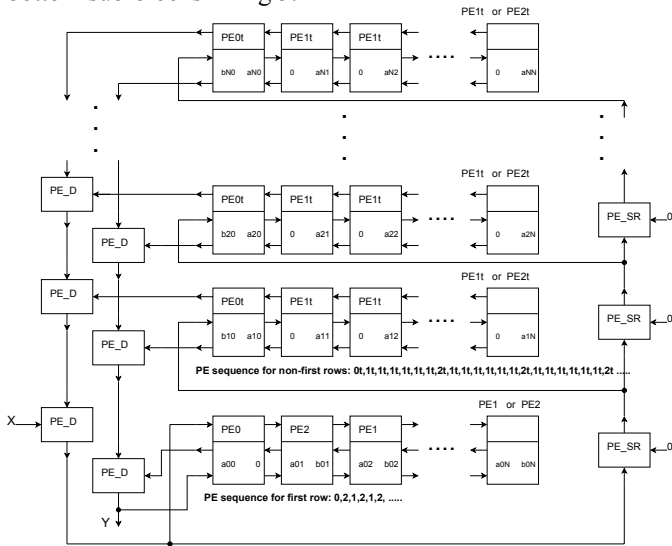 PE1t or PE2t
PE0t PE1t PE1t
bN0 aN0 0 aN1 0 aN2 0 aNN
PE1t or PE2t
PE_D PE0t PE1t PE1t
PE_SR 0
PE_D b20 a20 0 a21 0 a22 0 a2N
PE1t or PE2t
PE_D PE0t PE1t PE1t
PE_SR 0
PE_D b10 a10 0 a11 0 a12 0 a1N
PE sequence for non-first rows: 0t,1t,1t,1t,1t,1t,1t,2t,1t,1t,1t,1t,1t,1t,2t,1t,1t,1t,1t,1t,1t,2t .....
PE1 or PE2
X PE_D PE0 PE2 PE1
PE_SR 0
PE_D a00 0 a01 b01 a02 b02 a0N b0N
PE sequence for first row: 0,2,1,2,1,2, .....
Y